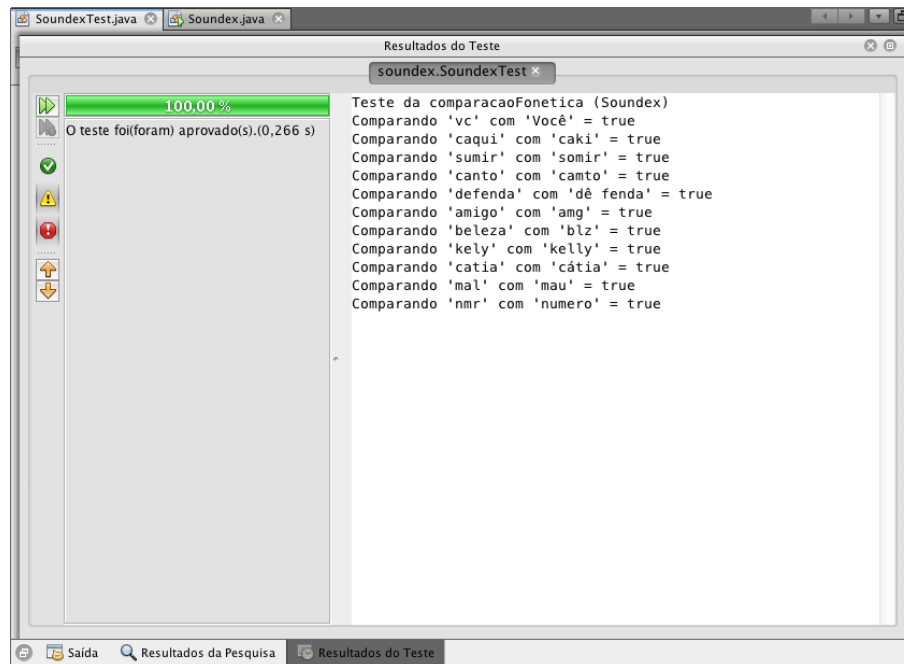 SoundexTest.java Soundex.java
Resultados do Teste
soundex.SoundexTest
100,00 %
O teste foi(foram) aprovado(s).(0,266 s)
Teste da comparacaoFonetica (Soundex)
Comparando 'vc' com 'Você' = true
Comparando 'caqui' com 'caki' = true
Comparando 'sumir' com 'somir' = true
Comparando 'canto' com 'camto' = true
Comparando 'defenda' com 'dê fenda' = true
Comparando 'amigo' com 'amg' = true
Comparando 'beleza' com 'blz' = true
Comparando 'kely' com 'kelly' = true
Comparando 'catia' com 'cátia' = true
Comparando 'mal' com 'mau' = true
Comparando 'nmr' com 'numero' = true
Saída Resultados da Pesquisa Resultados do Teste